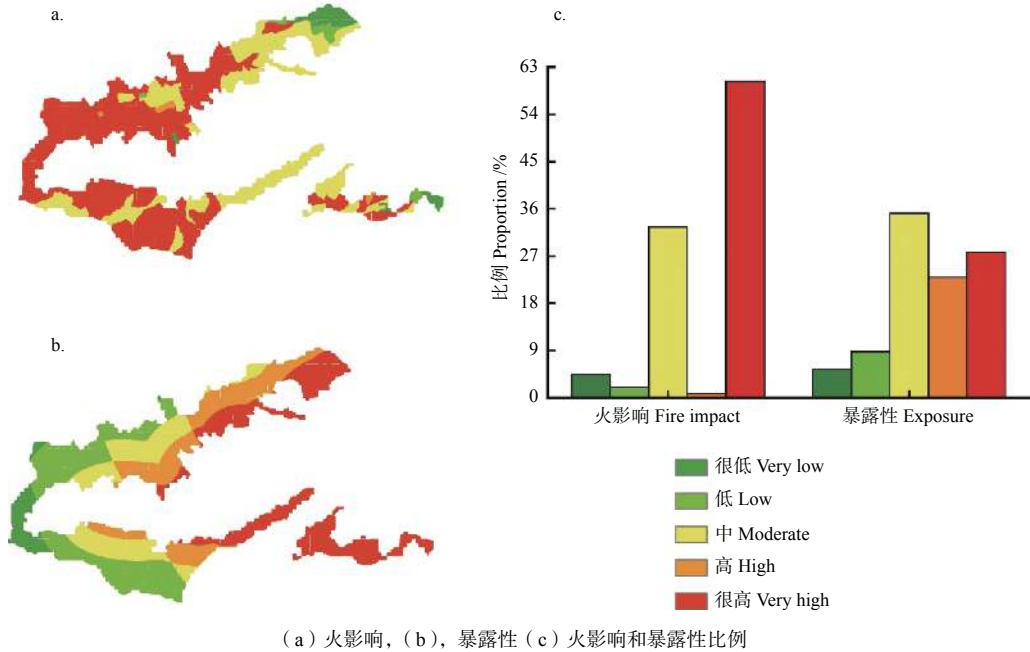 a.
b.
c.
比例 Proportion /%
63
54
45
36
27
18
9
0
火影响 Fire impact
暴露性 Exposure
很低 Very low
低 Low
中 Moderate
高 High
很高 Very high
（a）火影响，（b），暴露性（c）火影响和暴露性比例